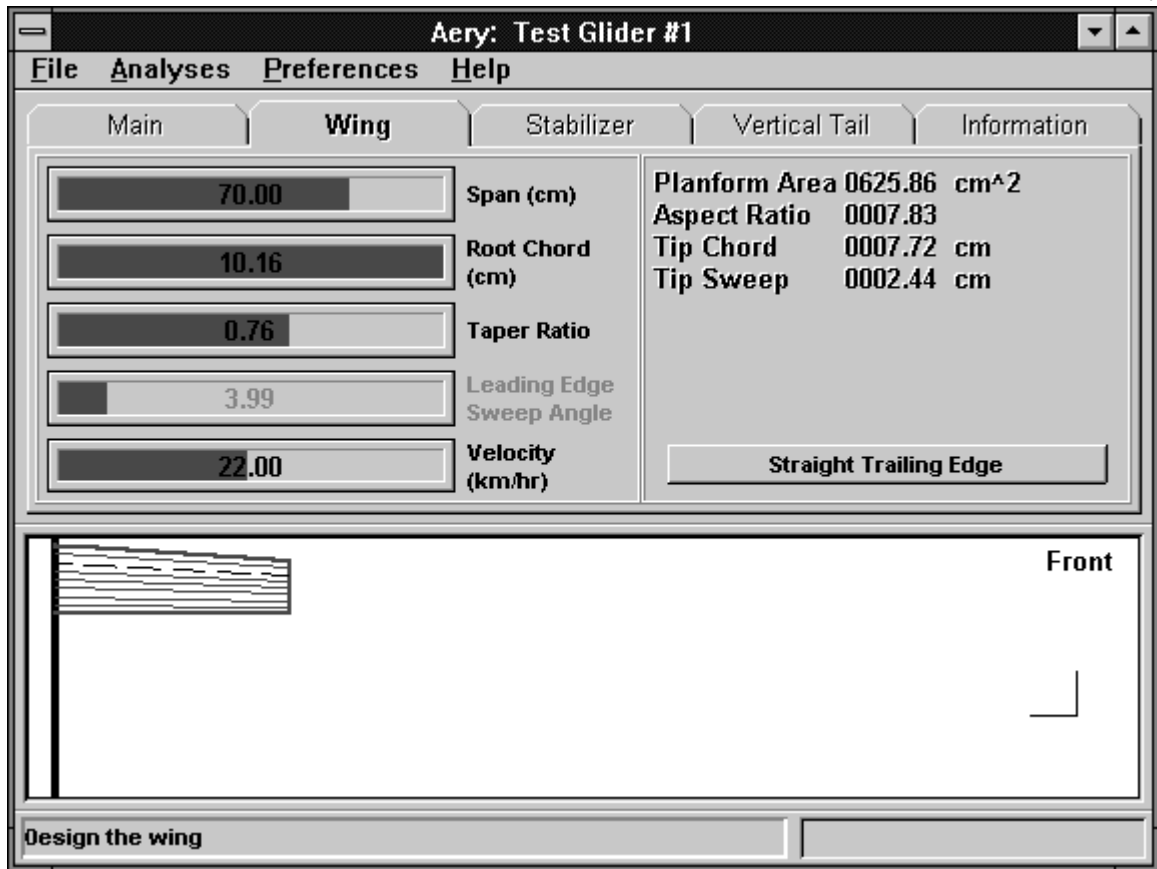 Aery: Test Glider #1
File Analyses Preferences Help
Main Wing Stabilizer Vertical Tail Information
70.00 Span (cm)
10.16 Root Chord
(cm)
0.76 Taper Ratio
3.99 Leading Edge
Sweep Angle
22.00 Velocity
(km/hr)
Planform Area 0625.86 cm^2
Aspect Ratio 0007.83
Tip Chord 0007.72 cm
Tip Sweep 0002.44 cm
Straight Trailing Edge
Front
Design the wing